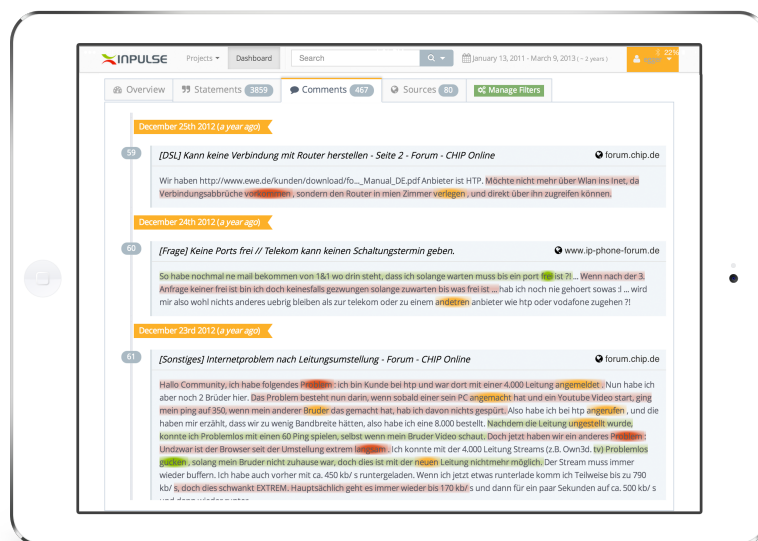 INPULSE Projects Dashboard Search January 13, 2011 - March 9, 2013 (~ 2 years) 22%
Overview Statements 3859 Comments 467 Sources 80 Manage Filters
December 25th 2012 (a year ago)
59 [DSL] Kann keine Verbindung mit Router herstellen - Seite 2 - Forum - CHIP Online forum.chip.de
Wir haben http://www.ewe.de/kunden/download/fo..._Manual_DE.pdf Anbieter ist HTP. Möchte nicht mehr über Wlan ins Inet, da
Verbindungsabbrüche vorkommen , sondern den Router in mien Zimmer verlegen , und direkt über ihn zugreifen können.
December 24th 2012 (a year ago)
60 [Frage] Keine Ports frei // Telekom kann keinen Schaltungstermin geben. www.ip-phone-forum.de
So habe nochmal ne mail bekommen von 1&1 wo drin steht, dass ich solange warten muss bis ein port frei ist ?! ... Wenn nach der 3.
Anfrage keiner frei ist bin ich doch keinesfalls gezwungen solange zuwarten bis was frei ist ... hab ich noch nie gehoert sowas :! ... wird
mir also wohl nichts anderes uebrig bleiben als zur telekom oder zu einem andetren anbieter wie htp oder vodafone zugehen ?!
December 23rd 2012 (a year ago)
61 [Sonstiges] Internetproblem nach Leitungsumstellung - Forum - CHIP Online forum.chip.de
Hallo Community, ich habe folgendes Problem : ich bin Kunde bei htp und war dort mit einer 4.000 Leitung angemeldet . Nun habe ich
aber noch 2 Brüder hier. Das Problem besteht nun darin, wenn sobald einer sein PC angemacht hat und ein Youtube Video start, ging
mein ping auf 350, wenn mein anderer Bruder das gemacht hat, hab ich davon nichts gespürt. Also habe ich bei htp angerufen , und die
haben mir erzählt, dass wir zu wenig Bandbreite hätten, also habe ich eine 8.000 bestellt. Nachdem die Leitung ungestellt wurde,
konnte ich Problemlos mit einen 60 Ping spielen, selbst wenn mein Bruder Video schaut. Doch jetzt haben wir ein anderes Problem :
Undzwar ist der Browser seit der Umstellung extrem langsam . Ich konnte mit der 4.000 Leitung Streams (z.B. Own3d. tv) Problemlos
gucken , solang mein Bruder nicht zuhause war, doch dies ist mit der neuen Leitung nichtmehr möglich. Der Stream muss immer
wieder buffern. Ich habe auch vorher mit ca. 450 kb/ s runtergeladen. Wenn ich jetzt etwas runterlade komm ich Teilweise bis zu 790
kb/ s, doch dies schwankt EXTREM. Hauptsächlich geht es immer wieder bis 170 kb/ s und dann für ein paar Sekunden auf ca. 500 kb/ s
und dann wieder runter